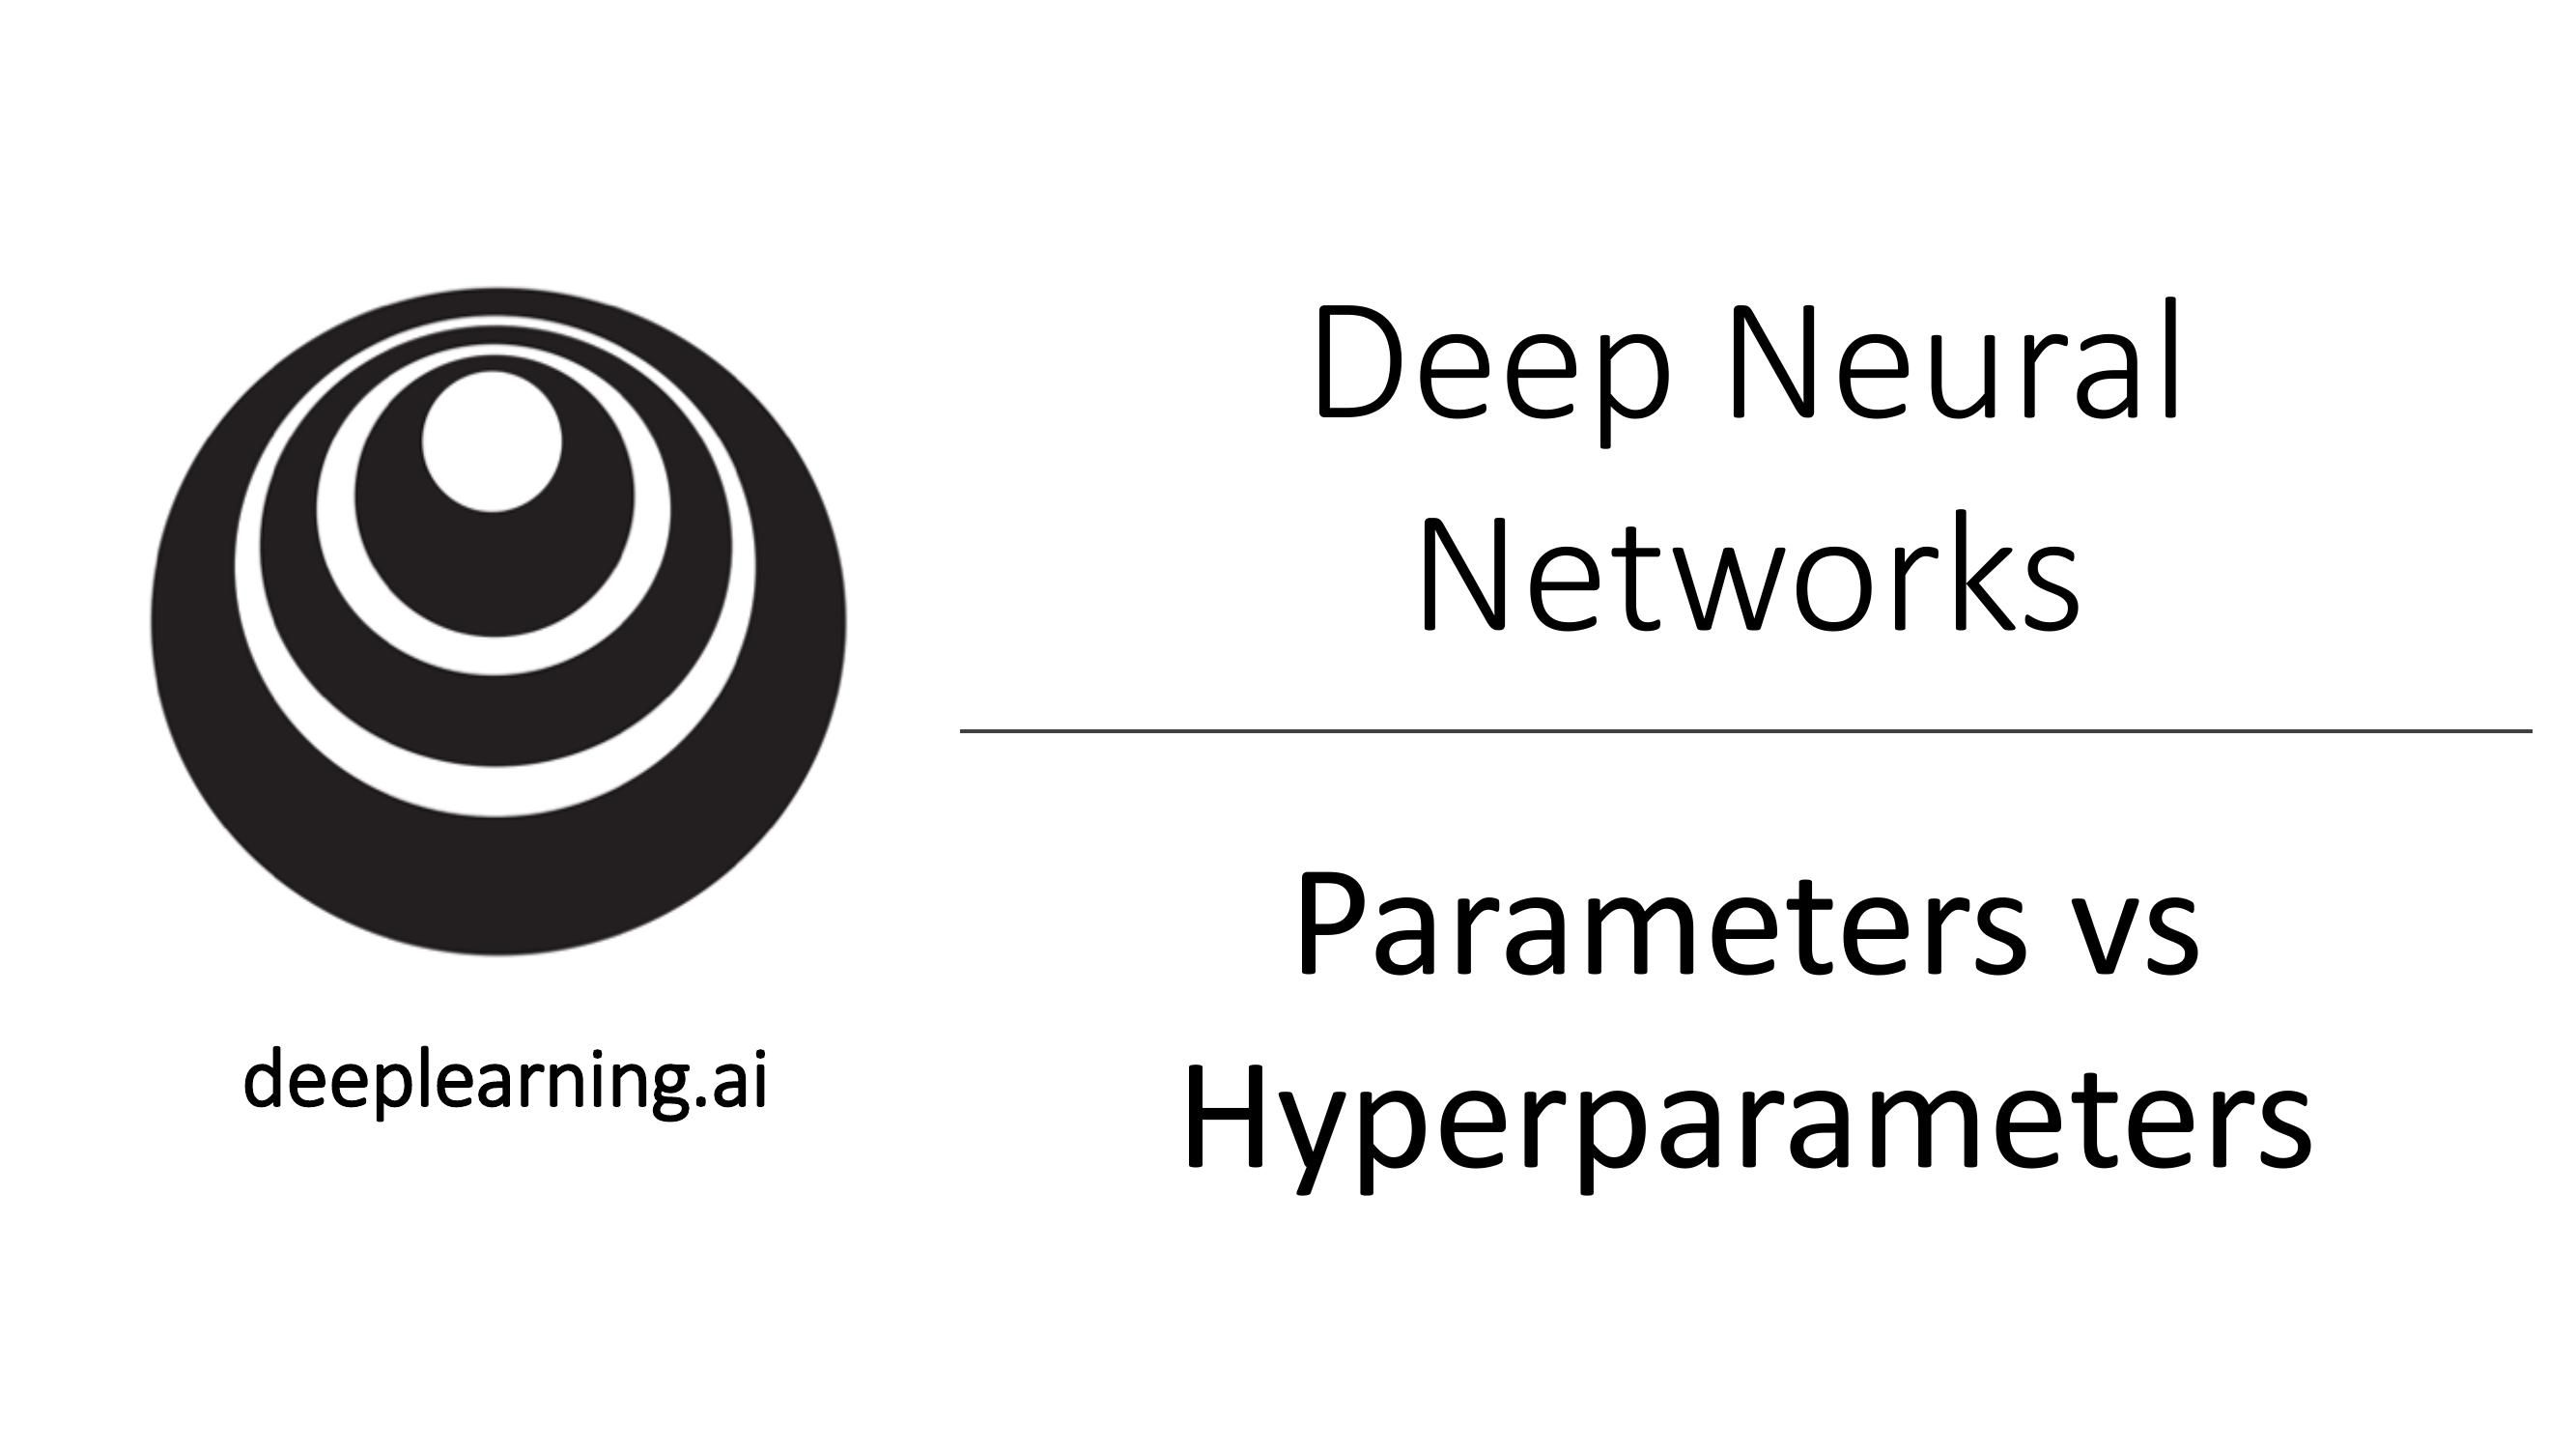 Deep Neural
Networks
Parameters vs
Hyperparameters
deeplearning.ai